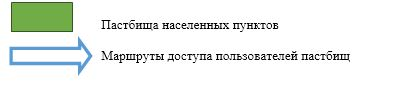 Пастбища населенных пунктов
Маршруты доступа пользователей пастбищ